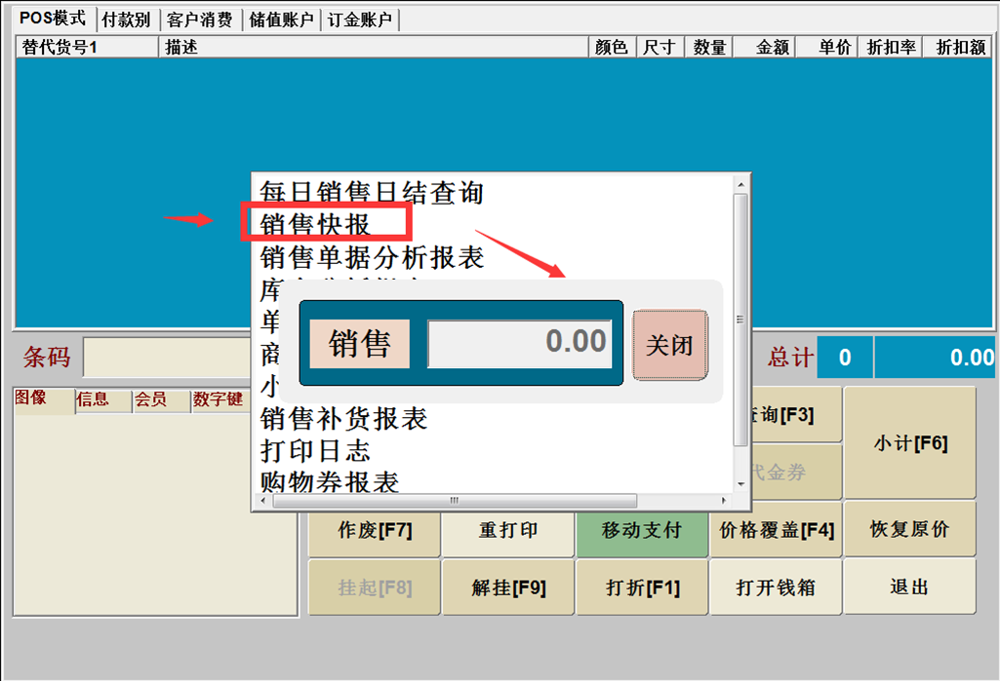 POS模式 付款别 客户消费 储值账户 订金账户
替代货号1 描述 颜色 尺寸 数量 金额 单价 折扣率 折扣额
每日销售日结查询
销售快报
销售单据分析报表
库
单
商
小
销售 0.00 关闭
销售补货报表
打印日志
购物券报表
条码 总计 0 0.00
图像 信息 会员 数字键
询[F3] 小计[F6]
代金券
作废[F7] 重打印 移动支付 价格覆盖[F4] 恢复原价
挂起[F8] 解挂[F9] 打折[F1] 打开钱箱 退出